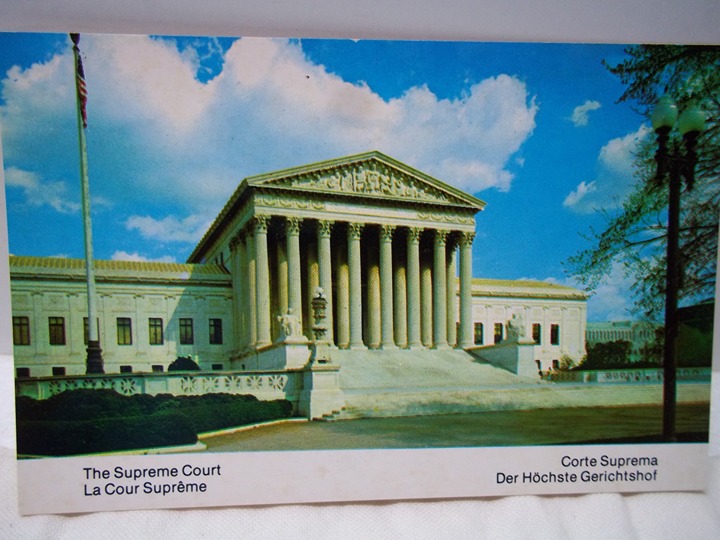 The Supreme Court
La Cour Suprême
Corte Suprema
Der Höchste Gerichtshof